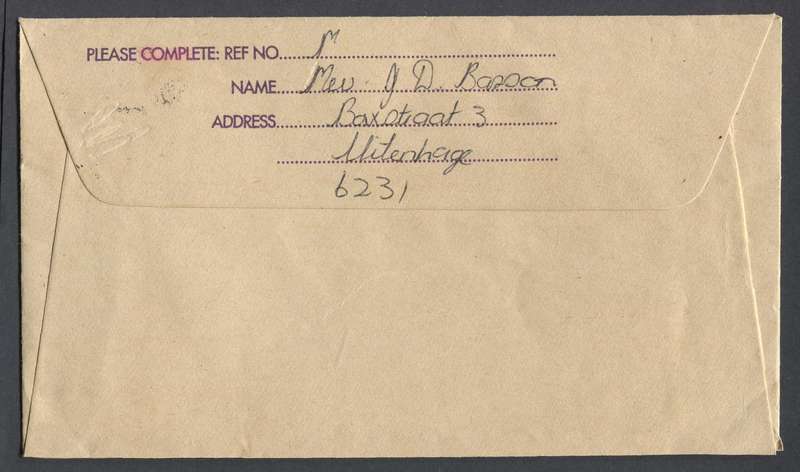 PLEASE COMPLETE: REF NO. M
NAME Mev. J D. Basson
ADDRESS Baxstraat 3
Uitenhage
6231